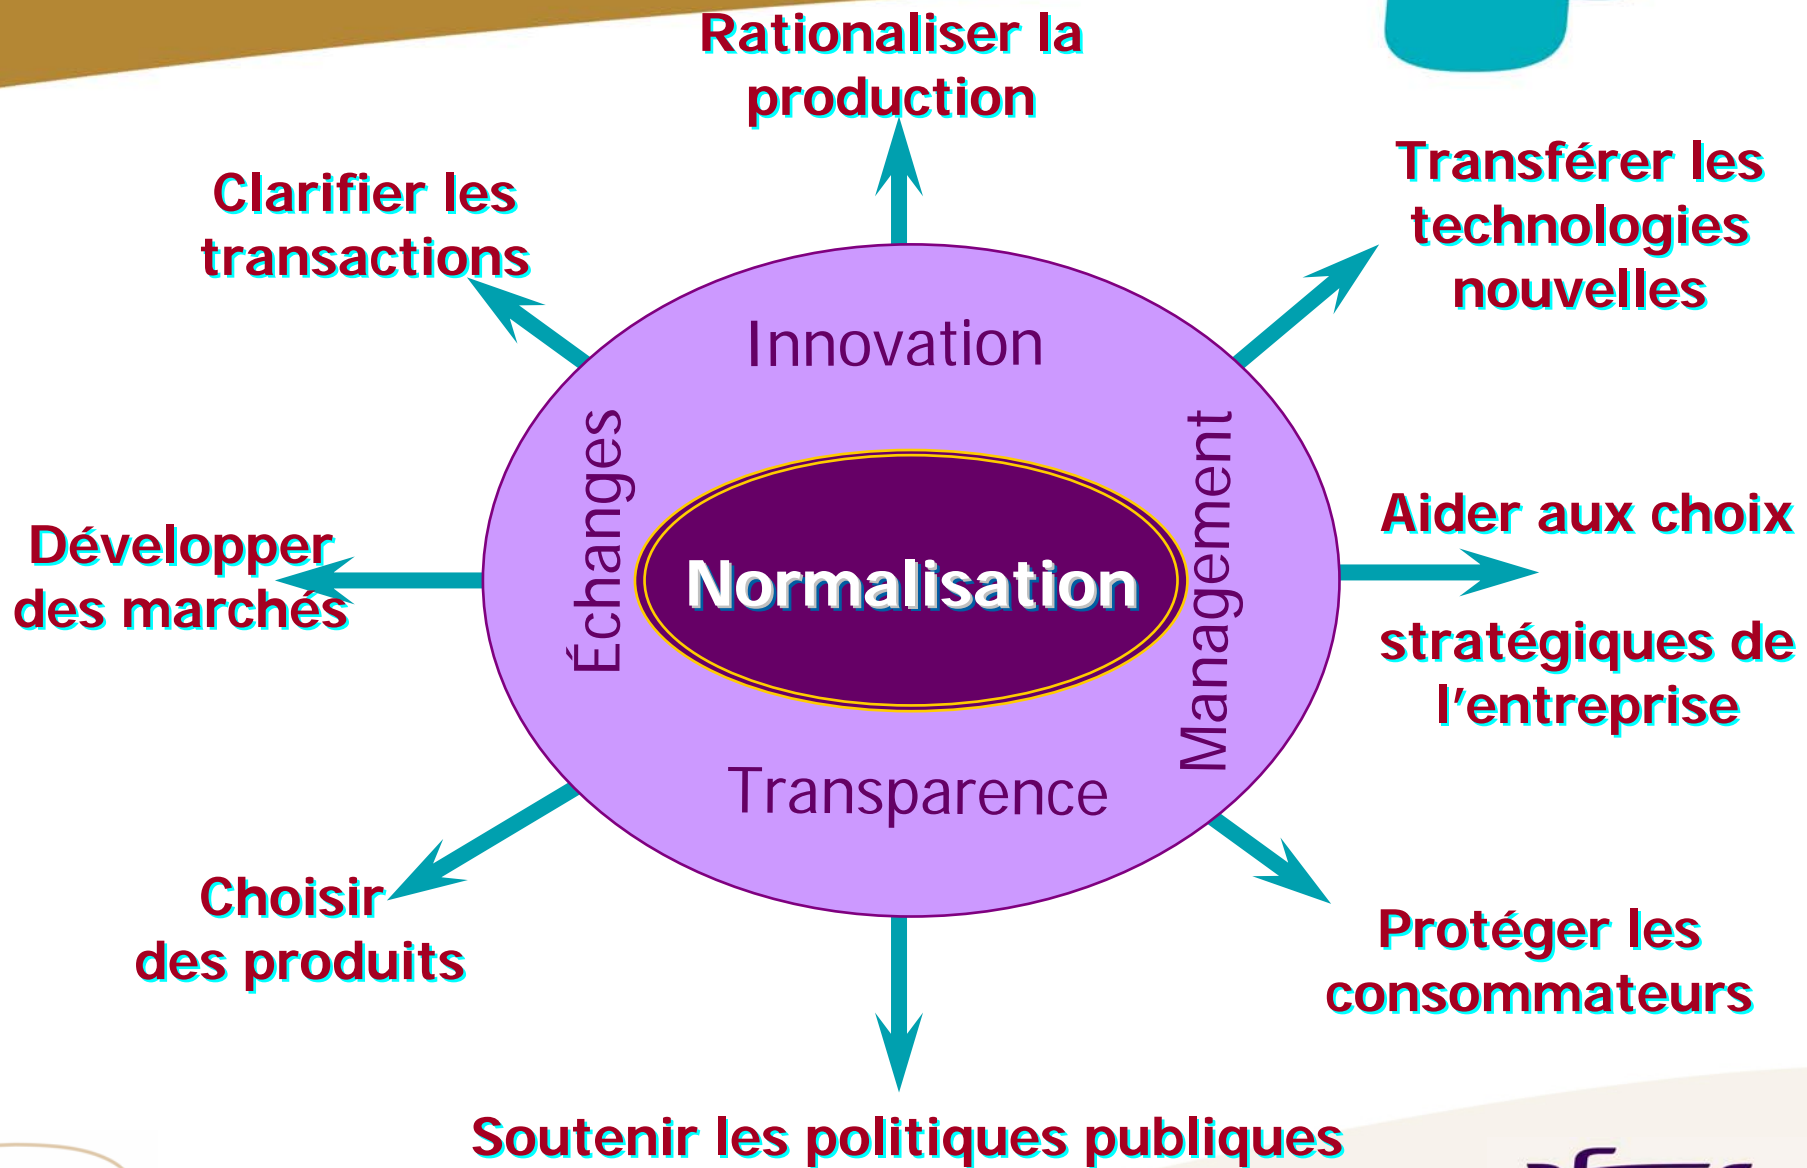 Rationaliser la
production
Clarifier les
transactions
Transférer les
technologies
nouvelles
Innovation
Échanges
Management
Normalisation
Transparence
Développer
des marchés
Aider aux choix
stratégiques de
l'entreprise
Choisir
des produits
Protéger les
consommateurs
Soutenir les politiques publiques